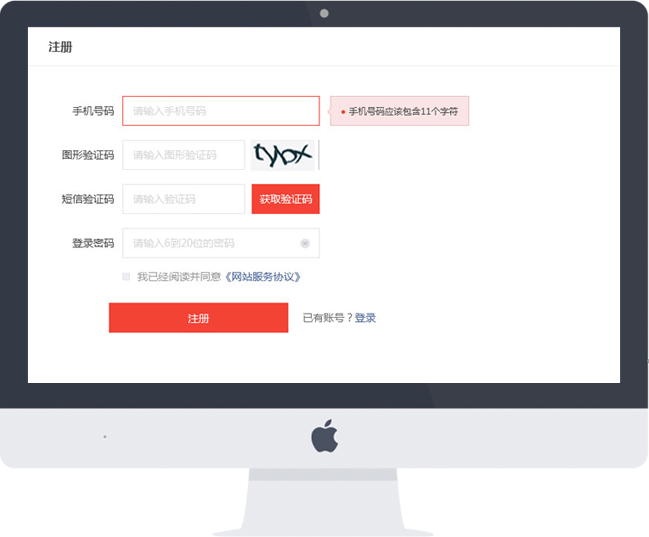 注册
手机号码 请输入手机号码 手机号码应该包含11个字符
图形验证码 请输入图形验证码 tybx
短信验证码 请输入验证码 获取验证码
登录密码 请输入6到20位的密码
我已经阅读并同意《网站服务协议》
注册 已有账号？登录